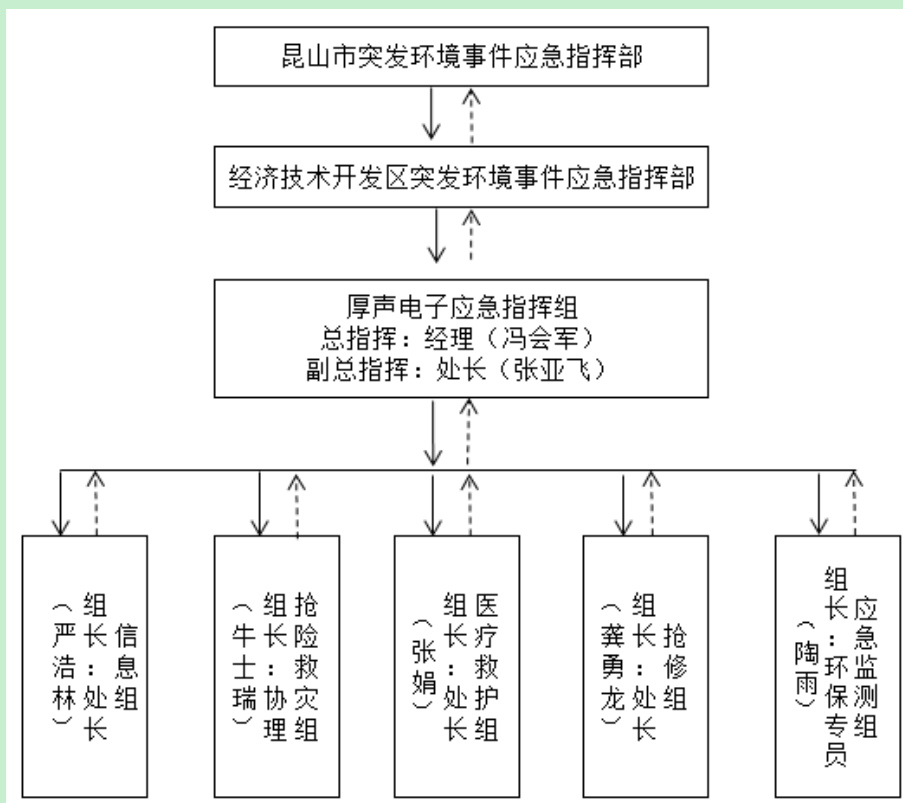 昆山市突发环境事件应急指挥部
经济技术开发区突发环境事件应急指挥部
厚声电子应急指挥组
总指挥：经理（冯会军）
副总指挥：处长（张亚飞）
信息组
组长：处长
（严浩林）
抢险救灾组
组长：协理
（牛士瑞）
医疗救护组
组长：处长
（张娟）
抢修组
组长：处长
（龚勇龙）
应急监测组
组长：环保专员
（陶雨）